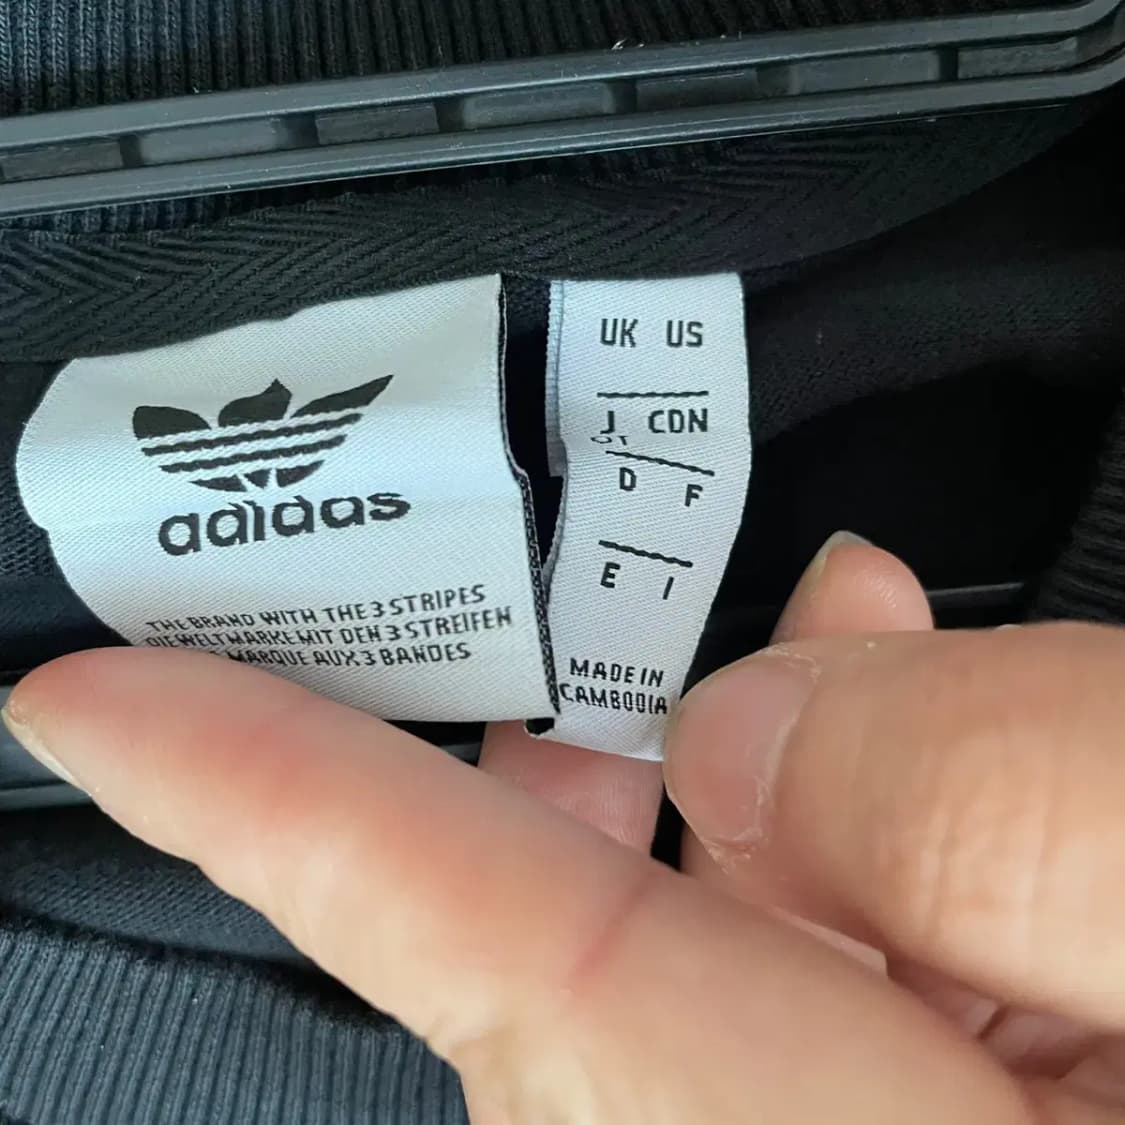 adidas
THE BRAND WITH THE 3 STRIPES
DIE WELTMARKE MIT DEN 3 STREIFEN
MARQUE AUX 3 BANDES
UK US
J CDN
OT
D F
E I
MADE IN
CAMBODIA